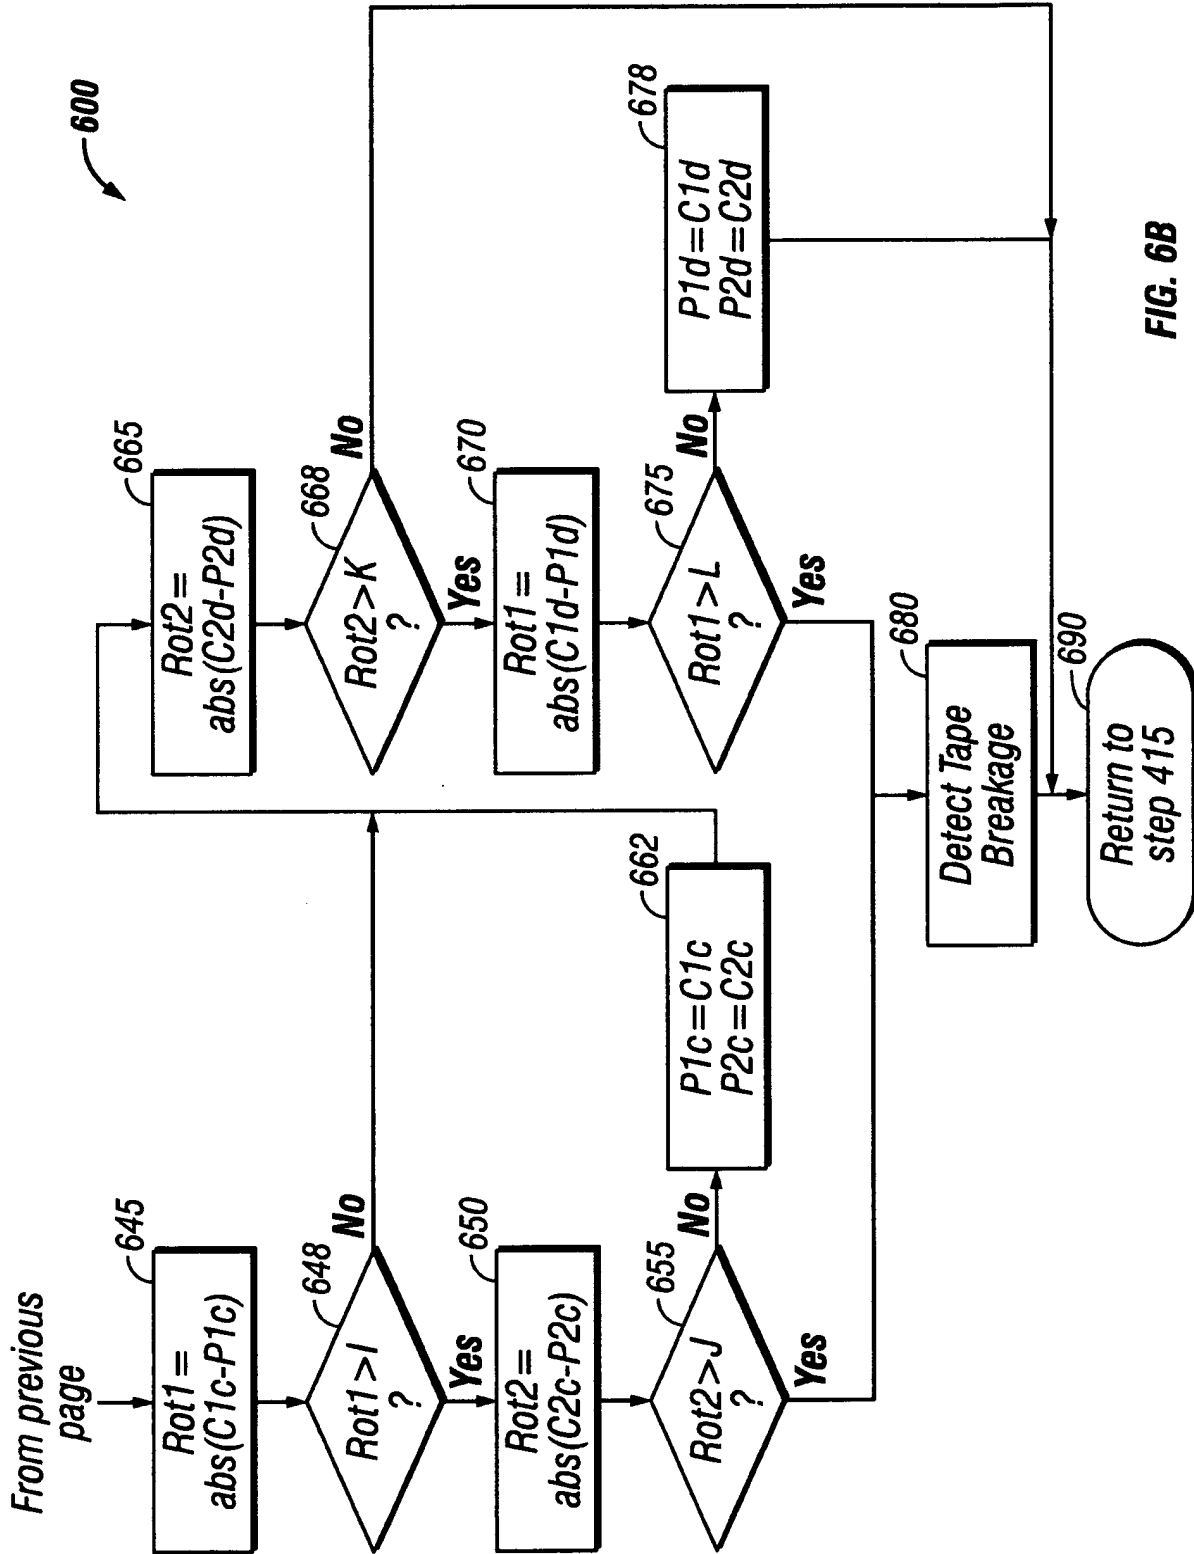 600
From previous
page
645
Rot1=
abs(C1c-P1c)
648
Rot1>I
?
No
Yes
650
Rot2=
abs(C2c-P2c)
655
Rot2>J
?
No
Yes
662
P1c=C1c
P2c=C2c
665
Rot2=
abs(C2d-P2d)
668
Rot2>K
?
No
Yes
670
Rot1=
abs(C1d-P1d)
675
Rot1>L
?
No
Yes
678
P1d=C1d
P2d=C2d
680
Detect Tape
Breakage
690
Return to
step 415
FIG. 6B